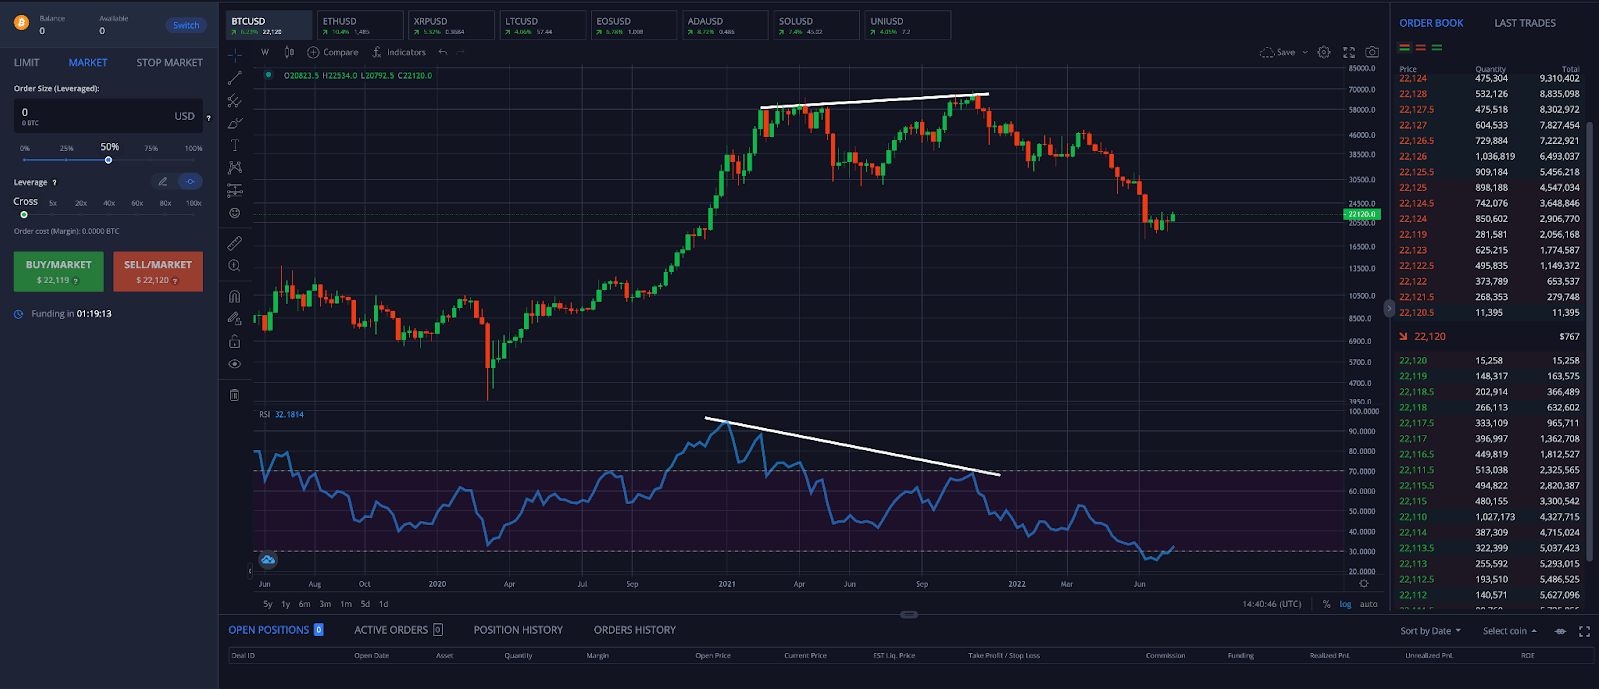 Balance
0
Available
0
Switch
LIMIT MARKET STOP MARKET
Order Size (Leveraged):
0
0 BTC
USD ?
0% 25% 50% 75% 100%
Leverage ?
Cross 5x 20x 40x 60x 80x 100x
Order cost (Margin): 0.0000 BTC
BUY/MARKET
$ 22,119 ?
SELL/MARKET
$ 22,120 ?
Funding in 01:19:13
BTCUSD
6.23% 22,120
ETHUSD
10.4% 1,485
XRPUSD
5.32% 0.3684
LTCUSD
4.06% 57.44
EOSUSD
6.78% 1.008
ADAUSD
8.72% 0.486
SOLUSD
7.4% 45.02
UNIUSD
4.05% 7.2
W Compare Indicators Save
O20823.5 H22534.0 L20792.5 C22120.0
85000.0
70000.0
58000.0
46000.0
38500.0
30500.0
24500.0
22120.0
20500.0
16500.0
13500.0
10500.0
8500.0
6900.0
5700.0
4700.0
3950.0
RSI 32.1814
100.0000
90.0000
80.0000
70.0000
60.0000
50.0000
40.0000
30.0000
20.0000
Jun Aug Oct 2020 Apr Jul Sep 2021 Apr Jun Sep 2022 Mar Jun
5y 1y 6m 3m 1m 5d 1d
14:40:46 (UTC) % log auto
ORDER BOOK LAST TRADES
Price Quantity Total
22,124 475,304 9,310,402
22,128 532,126 8,835,098
22,127.5 475,518 8,302,972
22,127 604,533 7,827,454
22,126.5 729,884 7,222,921
22,126 1,036,819 6,493,037
22,125.5 909,184 5,456,218
22,125 898,188 4,547,034
22,124.5 742,076 3,648,846
22,124 850,602 2,906,770
22,119 281,581 2,056,168
22,123 625,215 1,774,587
22,122.5 495,835 1,149,372
22,122 373,789 653,537
22,121.5 268,353 279,748
22,120.5 11,395 11,395
22,120 $767
22,120 15,258 15,258
22,119 148,317 163,575
22,118.5 202,914 366,489
22,118 266,113 632,602
22,117.5 333,109 965,711
22,117 396,997 1,362,708
22,116.5 449,819 1,812,527
22,111.5 513,038 2,325,565
22,115.5 494,822 2,820,387
22,115 480,155 3,300,542
22,110 1,027,173 4,327,715
22,114 387,309 4,715,024
22,113.5 322,399 5,037,423
22,113 255,592 5,293,015
22,112.5 193,510 5,486,525
22,112 140,571 5,627,096
OPEN POSITIONS 0 ACTIVE ORDERS 0 POSITION HISTORY ORDERS HISTORY
Sort by Date Select coin
Deal ID Open Date Asset Quantity Margin Open Price Current Price EST Liq. Price Take Profit / Stop Loss Commission Funding Realized PnL Unrealized PnL ROE